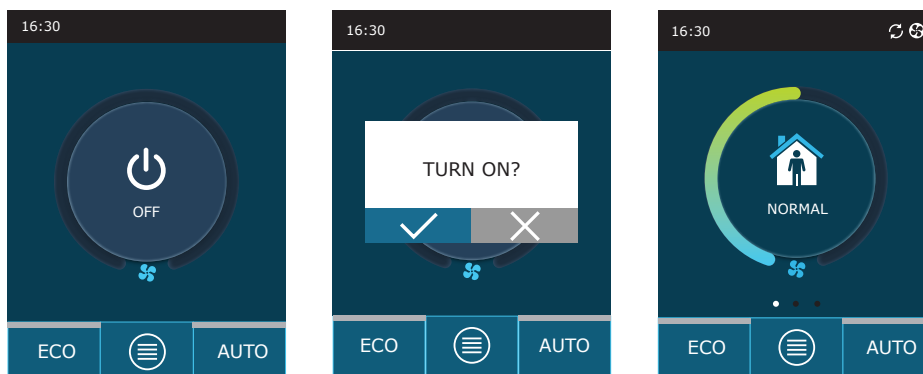 16:30
OFF
ECO
AUTO
16:30
TURN ON?
ECO
AUTO
16:30
NORMAL
ECO
AUTO